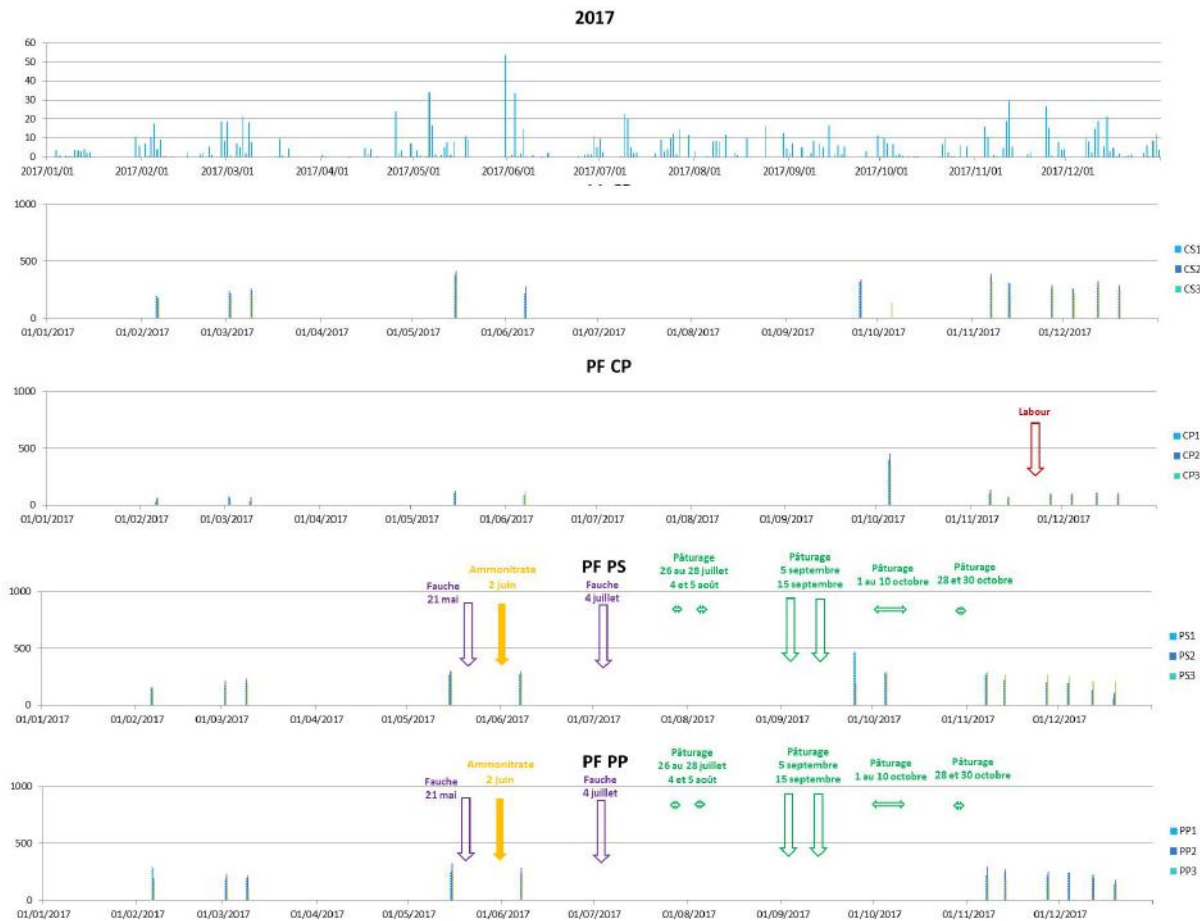 2017
60
50
40
30
20
10
0
2017/01/01 2017/02/01 2017/03/01 2017/04/01 2017/05/01 2017/06/01 2017/07/01 2017/08/01 2017/09/01 2017/10/01 2017/11/01 2017/12/01
1000
500
0
CS1
CS2
CS3
01/01/2017 01/02/2017 01/03/2017 01/04/2017 01/05/2017 01/06/2017 01/07/2017 01/08/2017 01/09/2017 01/10/2017 01/11/2017 01/12/2017
PF CP
1000
500
0
Labour
CP1
CP2
CP3
01/01/2017 01/02/2017 01/03/2017 01/04/2017 01/05/2017 01/06/2017 01/07/2017 01/08/2017 01/09/2017 01/10/2017 01/11/2017 01/12/2017
PF PS
Fauche
21 mai
Ammonitrate
2 juin
Fauche
4 juillet
Pâturage
26 au 28 juillet
4 et 5 août
Pâturage
5 septembre
15 septembre
Pâturage
1 au 10 octobre
Pâturage
28 et 30 octobre
1000
500
0
PS1
PS2
PS3
01/01/2017 01/02/2017 01/03/2017 01/04/2017 01/05/2017 01/06/2017 01/07/2017 01/08/2017 01/09/2017 01/10/2017 01/11/2017 01/12/2017
PF PP
Fauche
21 mai
Ammonitrate
2 juin
Fauche
4 juillet
Pâturage
26 au 28 juillet
4 et 5 août
Pâturage
5 septembre
15 septembre
Pâturage
1 au 10 octobre
Pâturage
28 et 30 octobre
1000
500
0
PP1
PP2
PP3
01/01/2017 01/02/2017 01/03/2017 01/04/2017 01/05/2017 01/06/2017 01/07/2017 01/08/2017 01/09/2017 01/10/2017 01/11/2017 01/12/2017